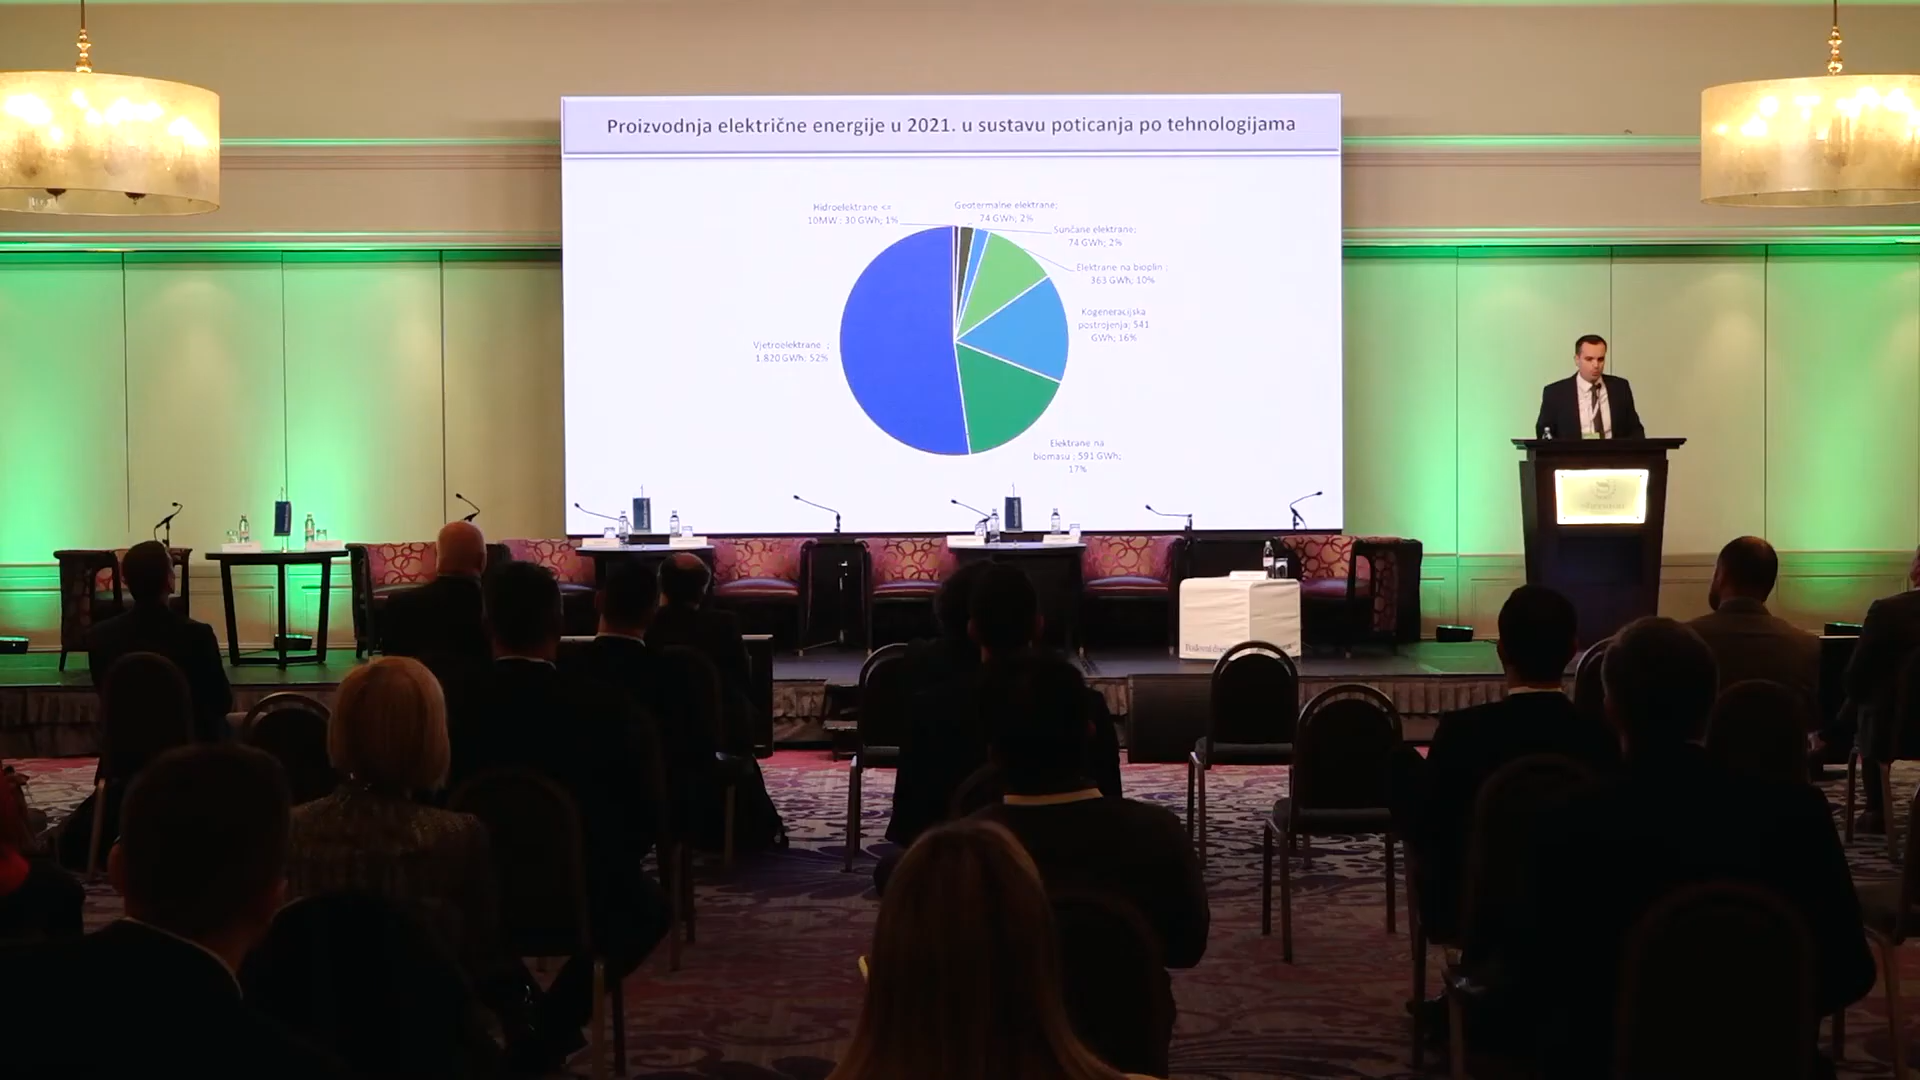 Proizvodnja električne energije u 2021. u sustavu poticanja po tehnologijama
Hidroelektrane <=
10MW ; 30 GWh; 1%
Geotermalne elektrane;
74 GWh; 2%
Sunčane elektrane;
74 GWh; 2%
Elektrane na bioplin ;
363 GWh; 10%
Kogeneracijska
postrojenja; 541
GWh; 16%
Vjetroelektrane ;
1.820 GWh; 52%
Elektrane na
biomasu ; 591 GWh;
17%